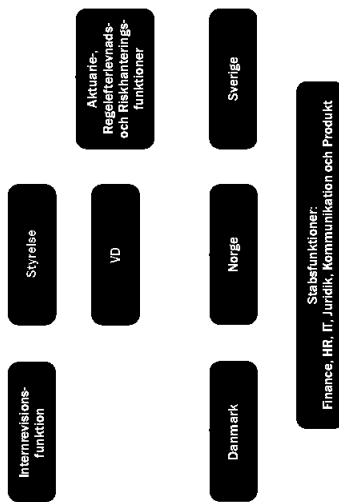 Internrevisions-
funktion
Styrelse
VD
Aktuarie-,
Regelefterlevnads-
och Riskhanterings-
funktioner
Danmark
Norge
Sverige
Stabsfunktioner:
Finance, HR, IT, Juridik, Kommunikation och Produkt